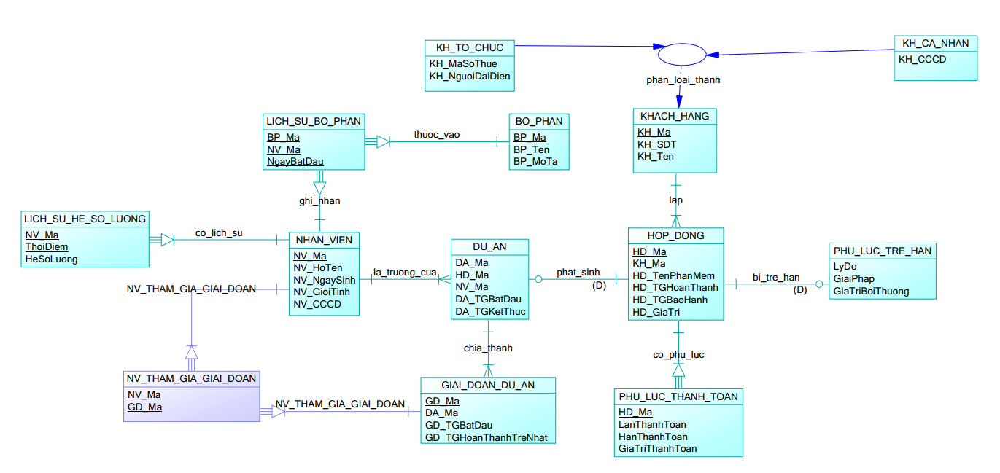 KH_TO_CHUC
KH_MaSoThue
KH_NguoiDaiDien
KH_CA_NHAN
KH_CCCD
phan_loai_thanh
LICH_SU_BO_PHAN
BP_Ma
NV_Ma
NgayBatDau
thuoc_vao
BO_PHAN
BP_Ma
BP_Ten
BP_MoTa
KHACH_HANG
KH_Ma
KH_SDT
KH_Ten
ghi_nhan
lap
LICH_SU_HE_SO_LUONG
NV_Ma
ThoiDiem
HeSoLuong
co_lich_su
NHAN_VIEN
NV_Ma
NV_HoTen
NV_NgaySinh
NV_GioiTinh
NV_CCCD
la_truong_cua
DU_AN
DA_Ma
HD_Ma
NV_Ma
DA_TGBatDau
DA_TGKetThuc
phat_sinh
(D)
HOP_DONG
HD_Ma
KH_Ma
HD_TenPhanMem
HD_TGHoanThanh
HD_TGBaoHanh
HD_GiaTri
bi_tre_han
(D)
PHU_LUC_TRE_HAN
LyDo
GiaiPhap
GiaTriBoiThuong
NV_THAM_GIA_GIAI_DOAN
chia_thanh
co_phu_luc
NV_THAM_GIA_GIAI_DOAN
NV_Ma
GD_Ma
NV_THAM_GIA_GIAI_DOAN
GIAI_DOAN_DU_AN
GD_Ma
DA_Ma
GD_TGBatDau
GD_TGHoanThanhTreNhat
PHU_LUC_THANH_TOAN
HD_Ma
LanThanhToan
HanThanhToan
GiaTriThanhToan